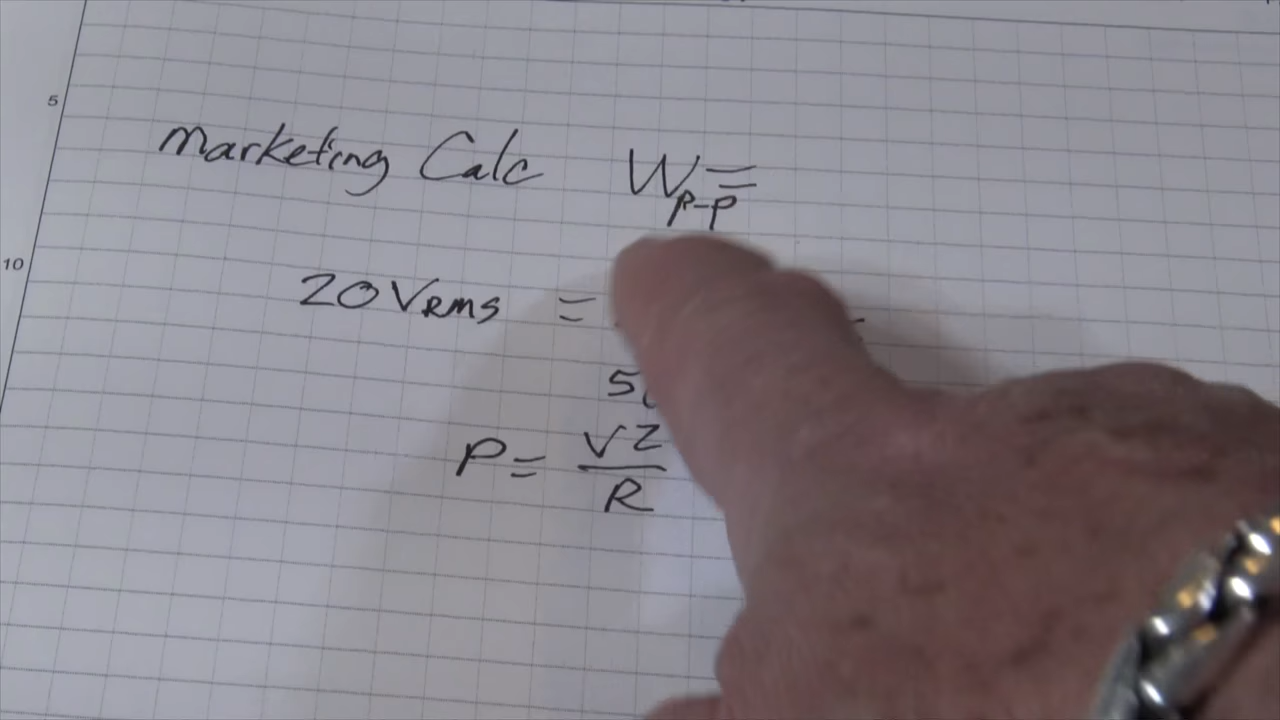 5
Marketing Calc Wp-p =
10
20 VRMS =
P = V2
R